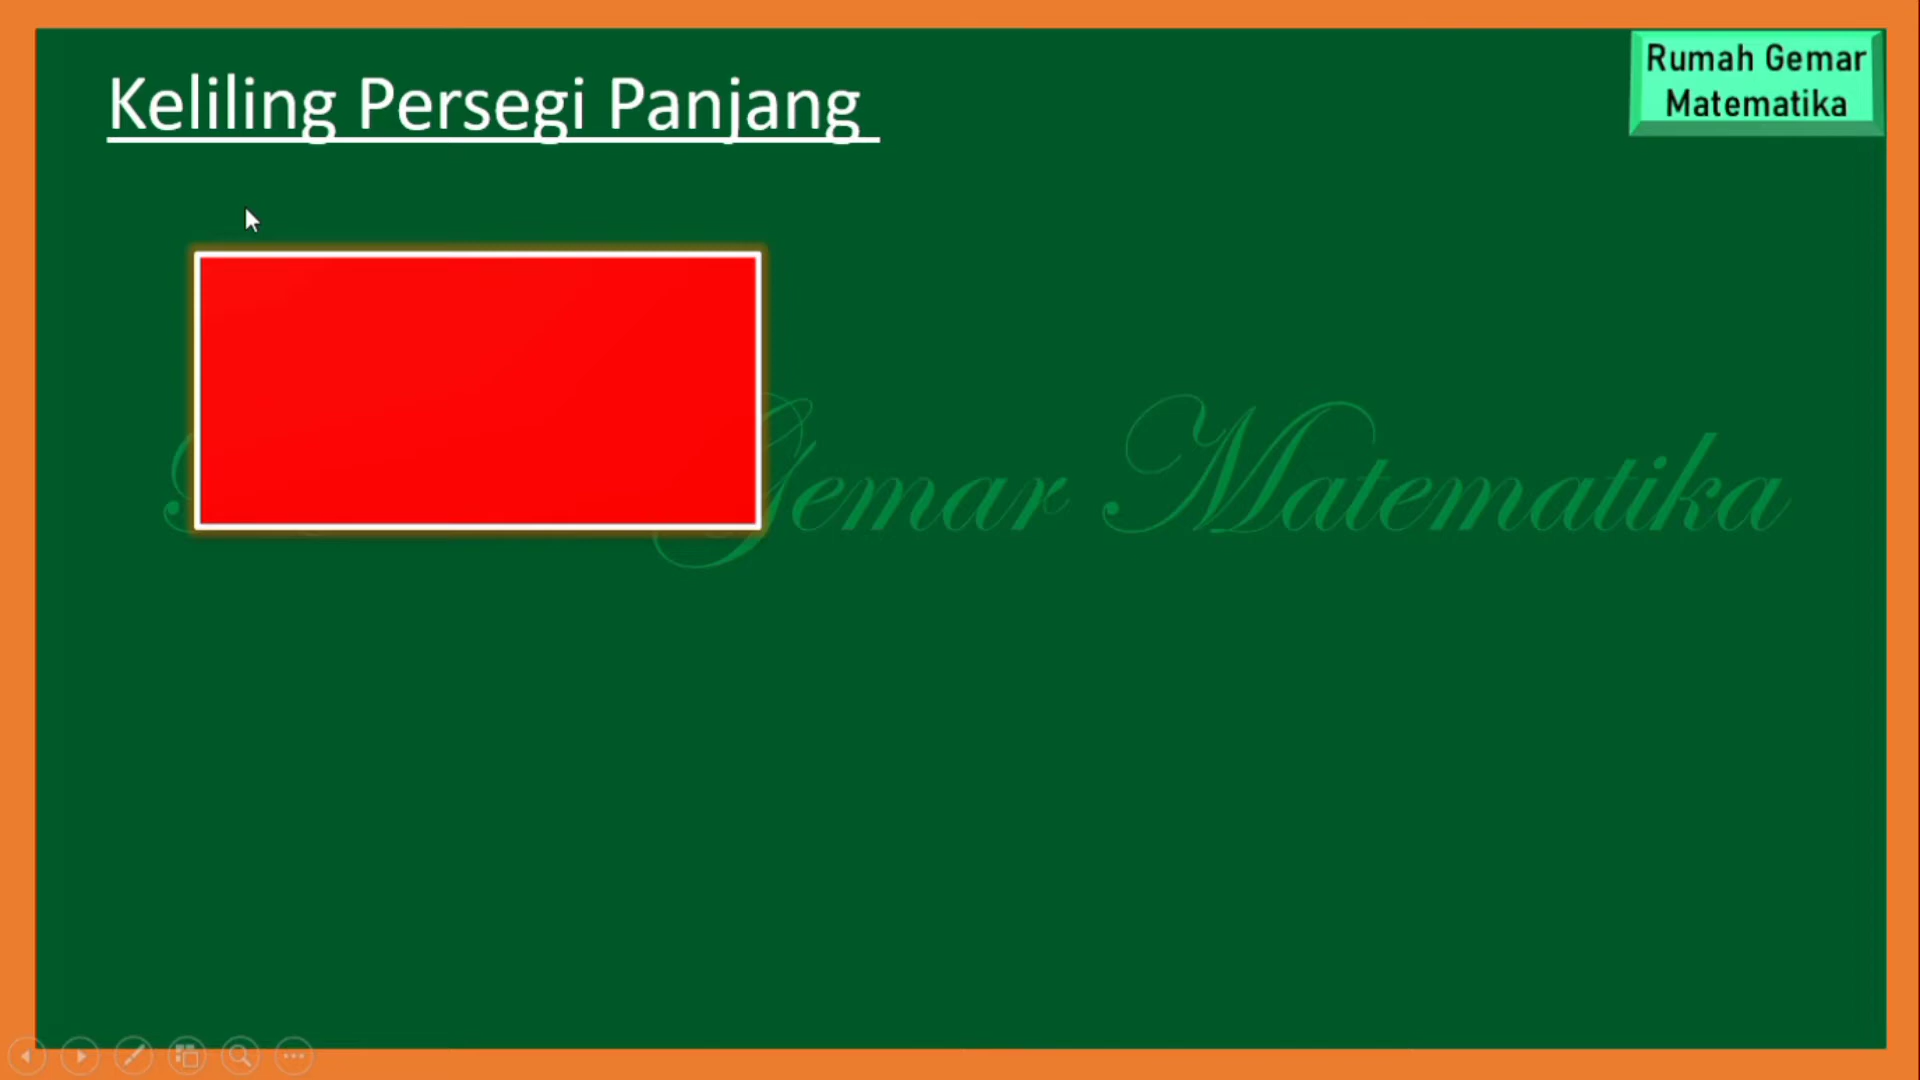 Keliling Persegi Panjang
Rumah Gemar
Matematika
Gemar Matematika